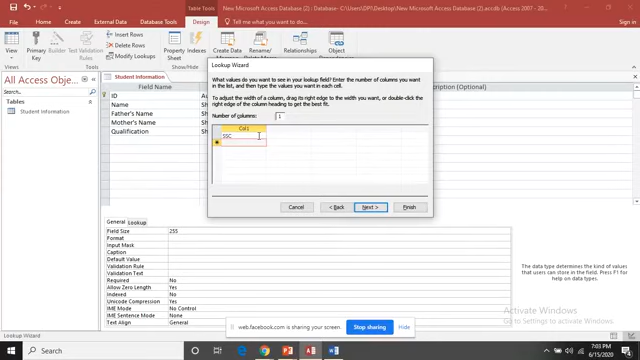 New Microsoft Access Database (2) : Database- C:\Users\DP\Desktop\New Microsoft Access Database (2).accdb (Access 2007 -
Table Tools
File Home Create External Data Database Tools Design Tell me what you want to do... Sign in
View Primary Key Builder Test Validation Rules Insert Rows Delete Rows Modify Lookups Property Sheet Indexes Create Data Rename/ Relationships Object
All Access Obje...
Search...
Tables
Student Information
Student Information
Field Name Description (Optional)
ID
Name
Father's Name
Mother's Name
Qualification
Lookup Wizard
What values do you want to see in your lookup field? Enter the number of columns you want
in the list, and then type the values you want in each cell.
To adjust the width of a column, drag its right edge to the width you want, or double-click the
right edge of the column heading to get the best fit.
Number of columns: 1
Col1
SSC
Cancel < Back Next > Finish
General Lookup
Field Size 255
Format
Input Mask
Caption
Default Value
Validation Rule
Validation Text
Required No
Allow Zero Length Yes
Indexed No
Unicode Compression Yes
IME Mode No Control
IME Sentence Mode None
Text Align General
The data type determines the kind of values
that users can store in the field. Press F1 for
help on data types.
Activate Windows
Go to Settings to activate Windows.
web.facebook.com is sharing your screen. Stop sharing Hide
Lookup Wizard
Search
7:03 PM
6/15/2020